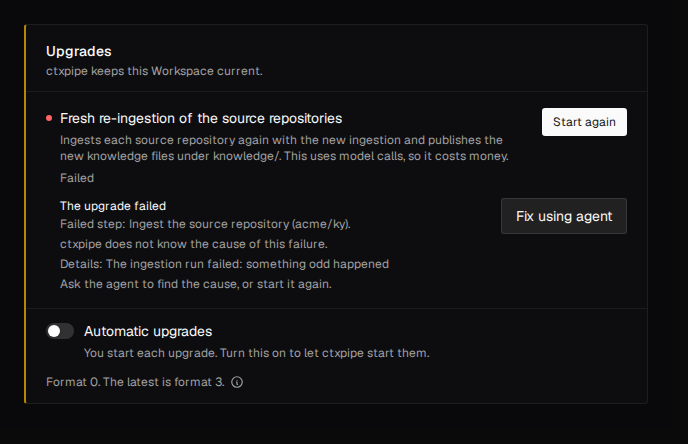 Upgrades
ctxpipe keeps this Workspace current.
Fresh re-ingestion of the source repositories
Start again
Ingests each source repository again with the new ingestion and publishes the
new knowledge files under knowledge/. This uses model calls, so it costs money.
Failed
The upgrade failed
Fix using agent
Failed step: Ingest the source repository (acme/ky).
ctxpipe does not know the cause of this failure.
Details: The ingestion run failed: something odd happened
Ask the agent to find the cause, or start it again.
Automatic upgrades
You start each upgrade. Turn this on to let ctxpipe start them.
Format 0. The latest is format 3.